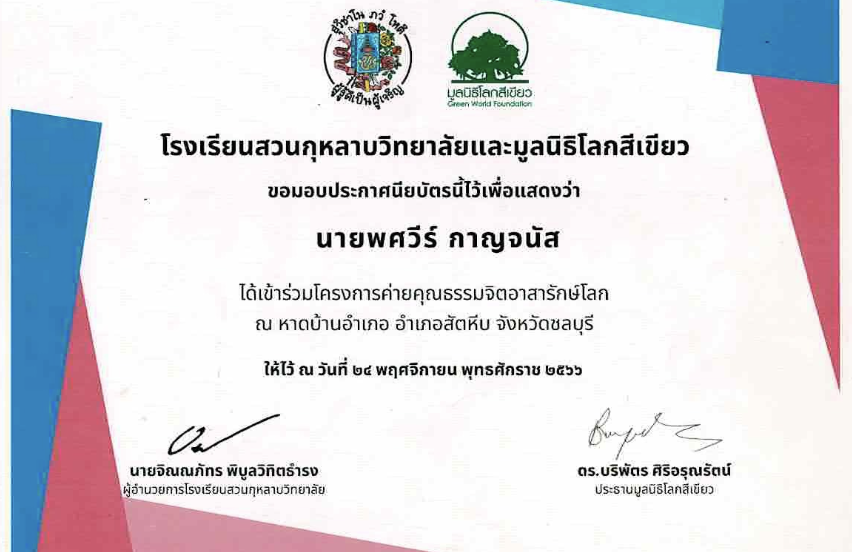 สุวิชาโน ภวํ โหติ
ผู้รู้ดีเป็นผู้เจริญ
มูลนิธิโลกสีเขียว
Green World Foundation
โรงเรียนสวนกุหลาบวิทยาลัยและมูลนิธิโลกสีเขียว
ขอมอบประกาศนียบัตรนี้ไว้เพื่อแสดงว่า
นายพศวีร์ กาญจนัส
ได้เข้าร่วมโครงการค่ายคุณธรรมจิตอาสารักษ์โลก
ณ หาดบ้านอำเภอ อำเภอสัตหีบ จังหวัดชลบุรี
ให้ไว้ ณ วันที่ ๒๔ พฤศจิกายน พุทธศักราช ๒๕๖๖
นายจิณณภัทร พิบูลวิทิตธำรง
ผู้อำนวยการโรงเรียนสวนกุหลาบวิทยาลัย
ดร.บริพัตร ศิริอรุณรัตน์
ประธานมูลนิธิโลกสีเขียว